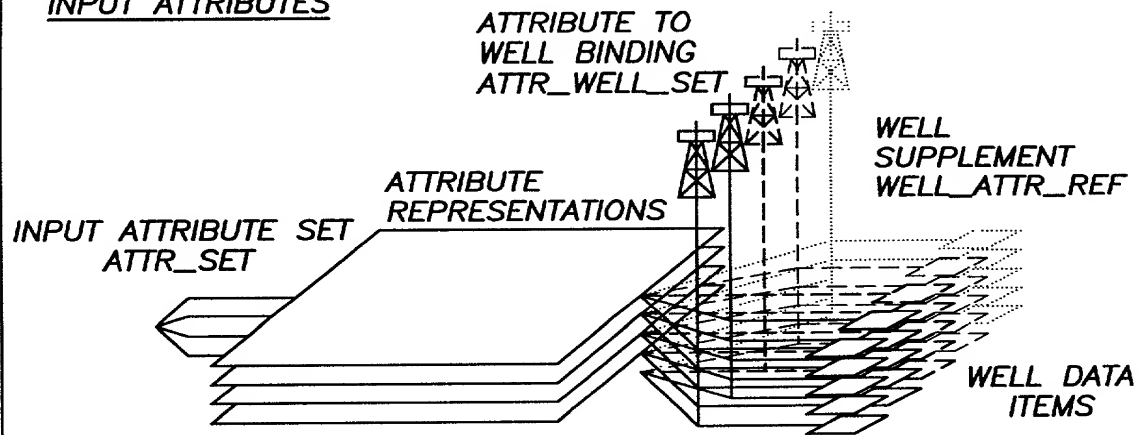 INPUT ATTRIBUTES
ATTRIBUTE TO
WELL BINDING
ATTR_WELL_SET
WELL
SUPPLEMENT
WELL_ATTR_REF
ATTRIBUTE
REPRESENTATIONS
INPUT ATTRIBUTE SET
ATTR_SET
WELL DATA
ITEMS